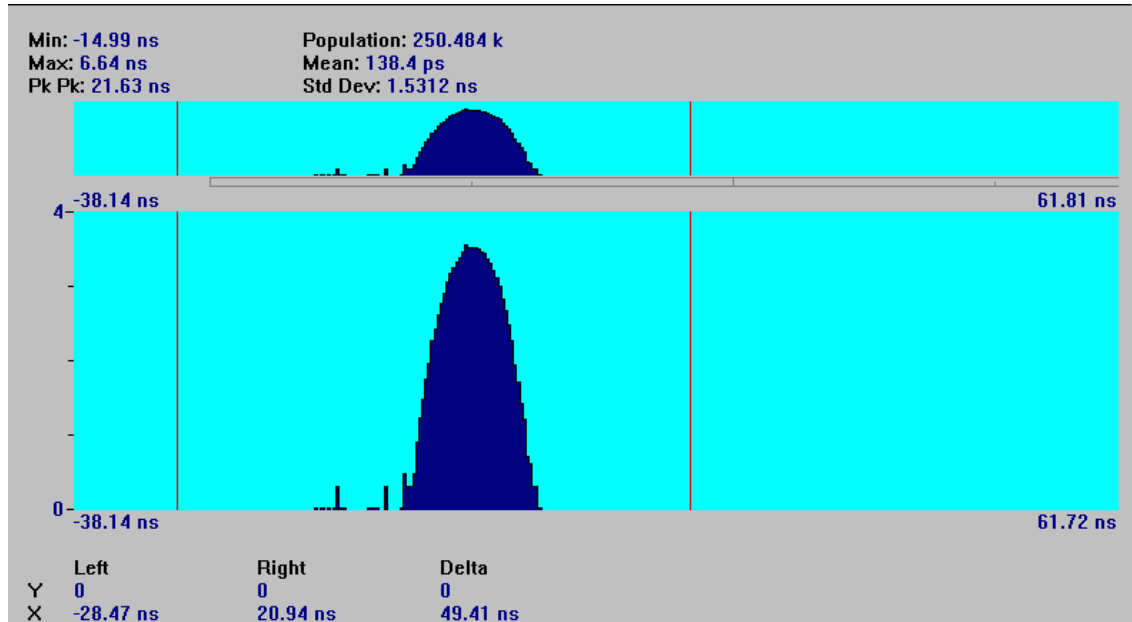 Min: -14.99 ns Population: 250.484 k
Max: 6.64 ns Mean: 138.4 ps
Pk Pk: 21.63 ns Std Dev: 1.5312 ns
-38.14 ns 61.81 ns
4
0
-38.14 ns 61.72 ns
Left Right Delta
Y 0 0 0
X -28.47 ns 20.94 ns 49.41 ns